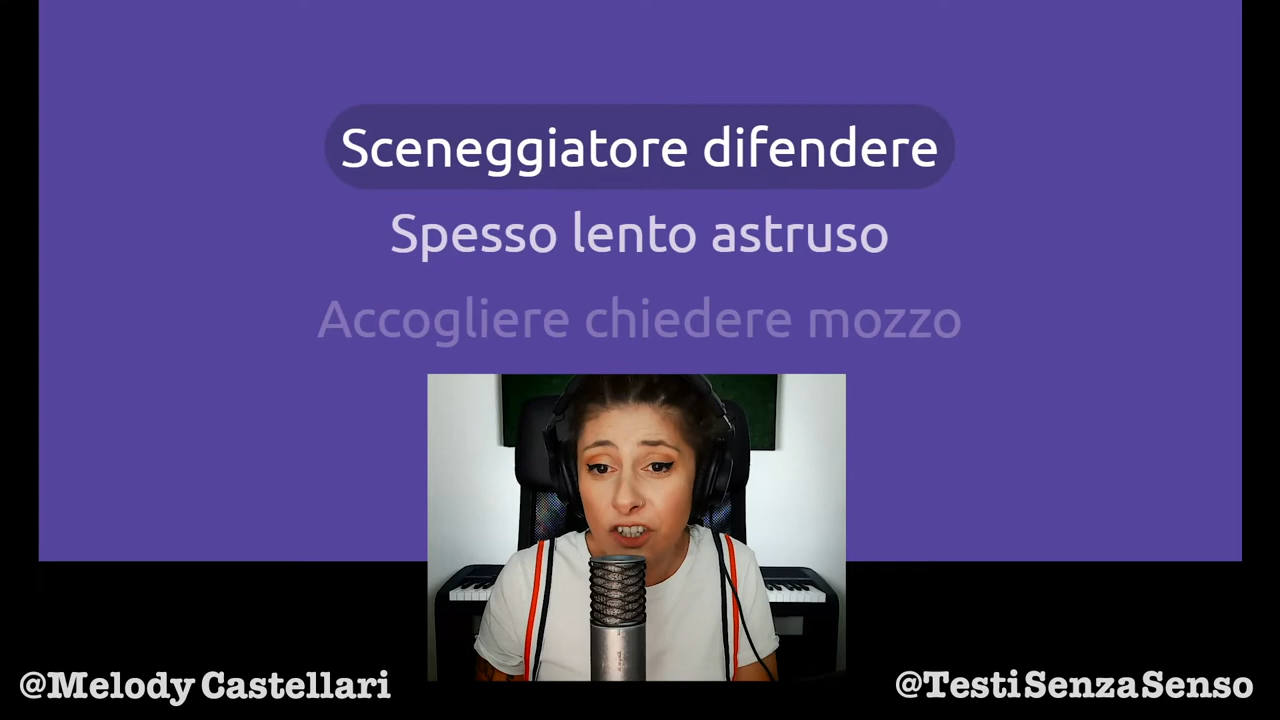 Sceneggiatore difendere
Spesso lento astruso
Accogliere chiedere mozzo
@Melody Castellari
@TestiSenzaSenso